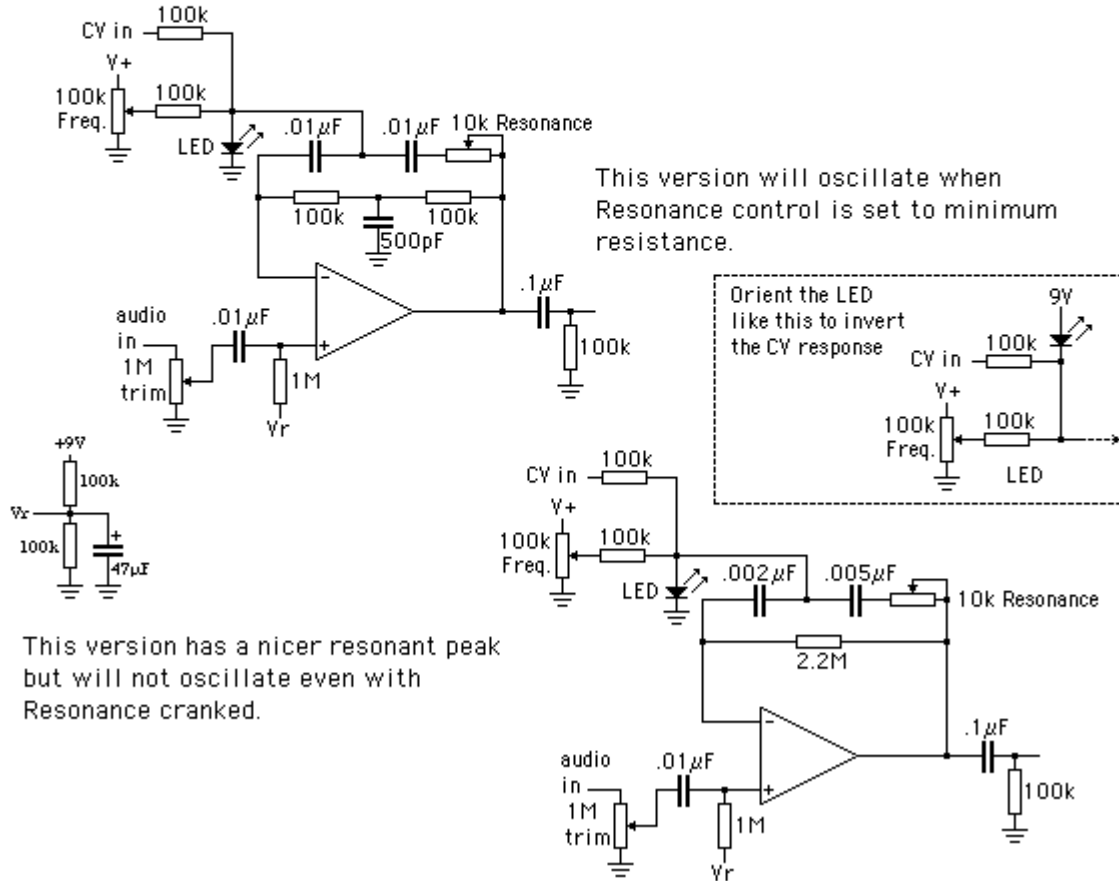 100k
CV in
V+
100k
Freq.
100k
LED
.01µF
.01µF
10k Resonance
100k
100k
500pF
.1µF
100k
audio
in
1M
trim
.01µF
1M
Vr
This version will oscillate when
Resonance control is set to minimum
resistance.
Orient the LED
like this to invert
the CV response
9V
100k
CV in
V+
100k
Freq.
100k
LED
+9V
100k
Vr
100k
+
47µF
100k
CV in
V+
100k
Freq.
100k
LED
.002µF
.005µF
10k Resonance
2.2M
This version has a nicer resonant peak
but will not oscillate even with
Resonance cranked.
.1µF
100k
audio
in
1M
trim
.01µF
1M
Vr